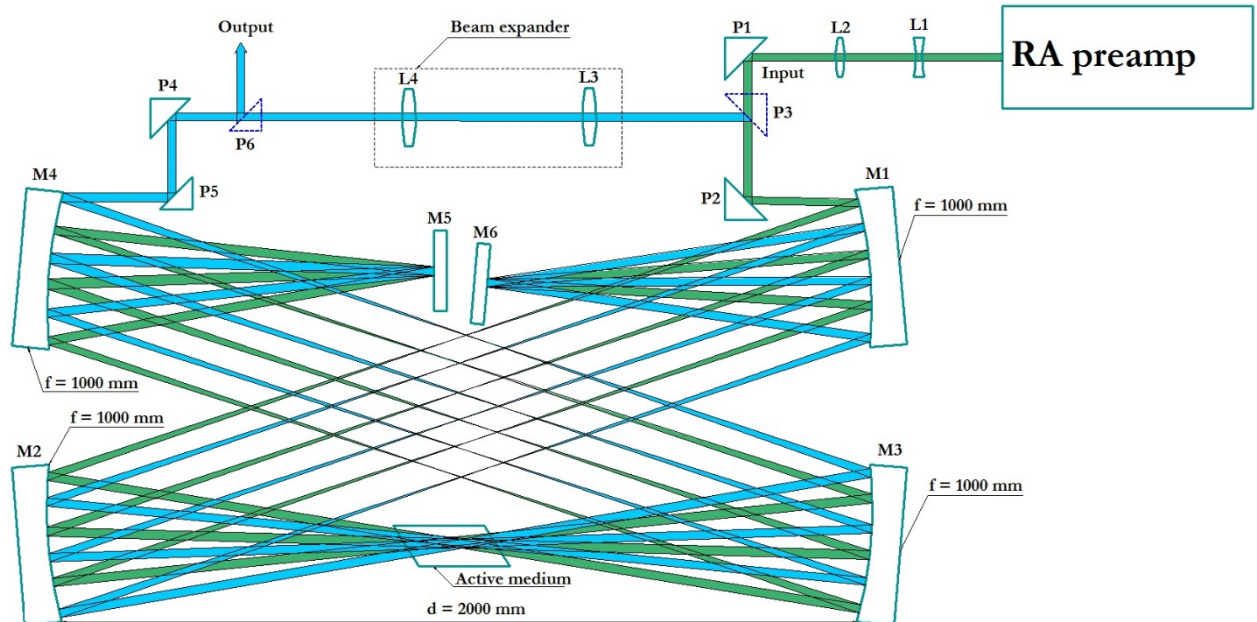 Output
Beam expander
P1
L2
L1
RA preamp
Input
P4
L4
L3
P3
P6
M4
P5
P2
M1
f = 1000 mm
M5
M6
f = 1000 mm
f = 1000 mm
M2
M3
f = 1000 mm
Active medium
d = 2000 mm